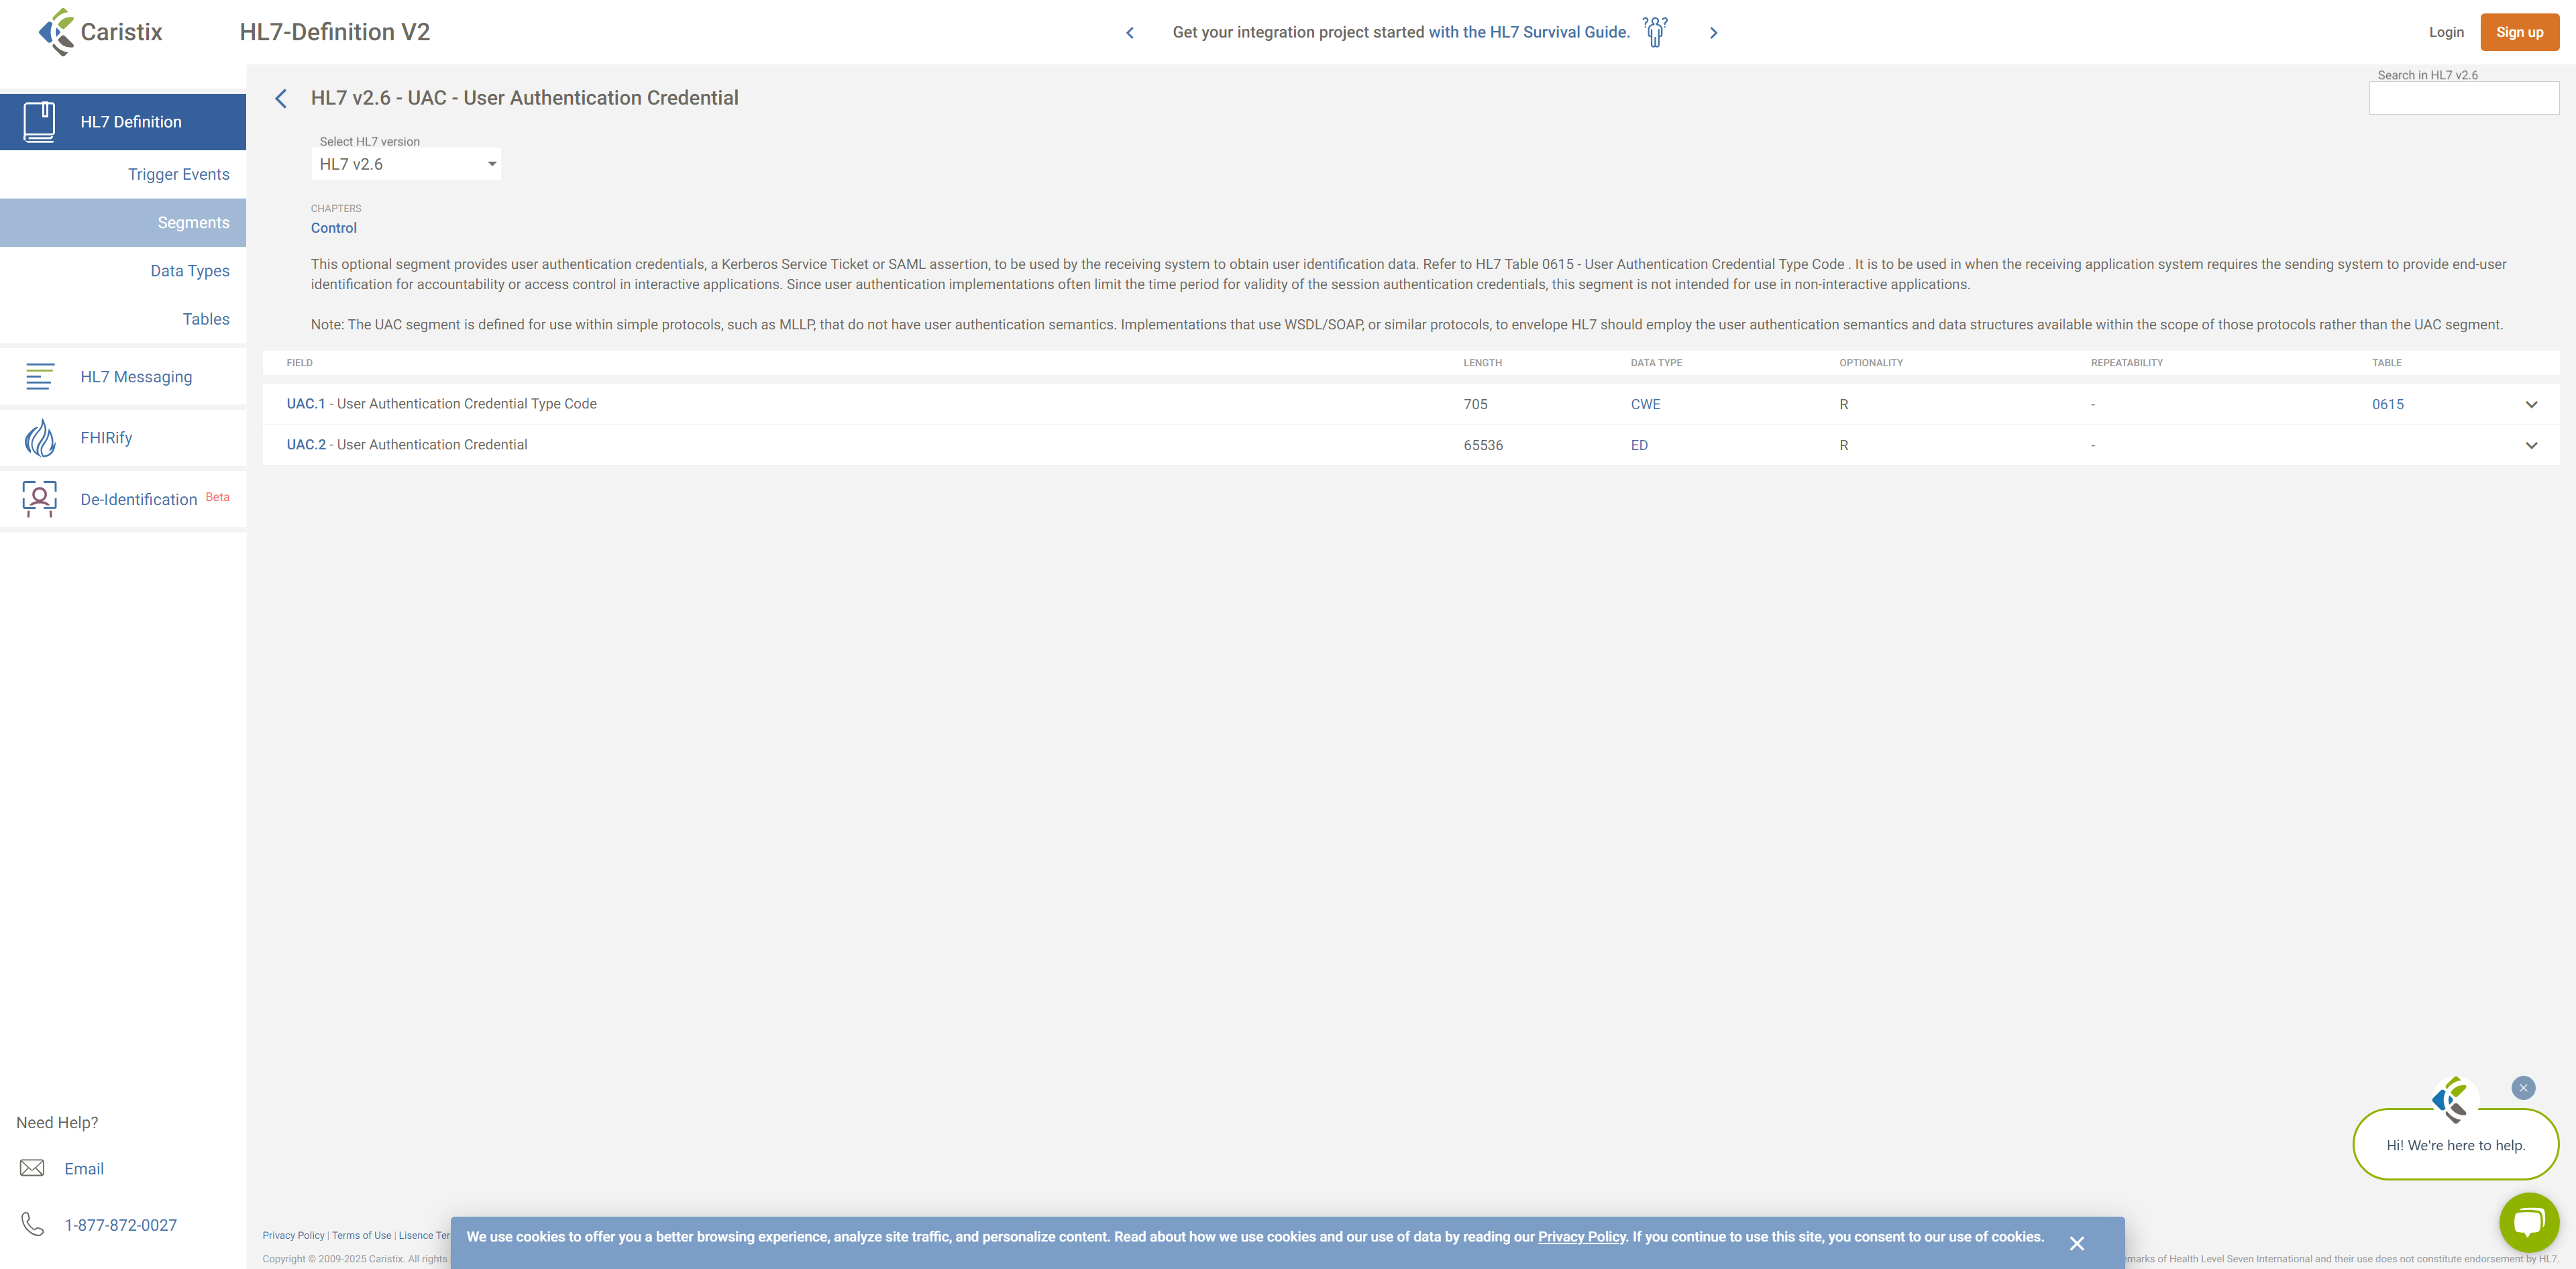 Caristix
HL7-Definition V2
Get your integration project started with the HL7 Survival Guide.
Login
Sign up
HL7 Definition
Trigger Events
Segments
Data Types
Tables
HL7 Messaging
FHIRify
De-Identification Beta
Need Help?
Email
1-877-872-0027
HL7 v2.6 - UAC - User Authentication Credential
Search in HL7 v2.6
Select HL7 version
HL7 v2.6
CHAPTERS
Control
This optional segment provides user authentication credentials, a Kerberos Service Ticket or SAML assertion, to be used by the receiving system to obtain user identification data. Refer to HL7 Table 0615 - User Authentication Credential Type Code . It is to be used in when the receiving application system requires the sending system to provide end-user
identification for accountability or access control in interactive applications. Since user authentication implementations often limit the time period for validity of the session authentication credentials, this segment is not intended for use in non-interactive applications.
Note: The UAC segment is defined for use within simple protocols, such as MLLP, that do not have user authentication semantics. Implementations that use WSDL/SOAP, or similar protocols, to envelope HL7 should employ the user authentication semantics and data structures available within the scope of those protocols rather than the UAC segment.
FIELD LENGTH DATA TYPE OPTIONALITY REPEATABILITY TABLE
UAC.1 - User Authentication Credential Type Code 705 CWE R - 0615
UAC.2 - User Authentication Credential 65536 ED R -
Hi! We're here to help.
Privacy Policy | Terms of Use | Lisence Ter
We use cookies to offer you a better browsing experience, analyze site traffic, and personalize content. Read about how we use cookies and our use of data by reading our Privacy Policy. If you continue to use this site, you consent to our use of cookies.
Copyright © 2009-2025 Caristix. All rights
emarks of Health Level Seven International and their use does not constitute endorsement by HL7.